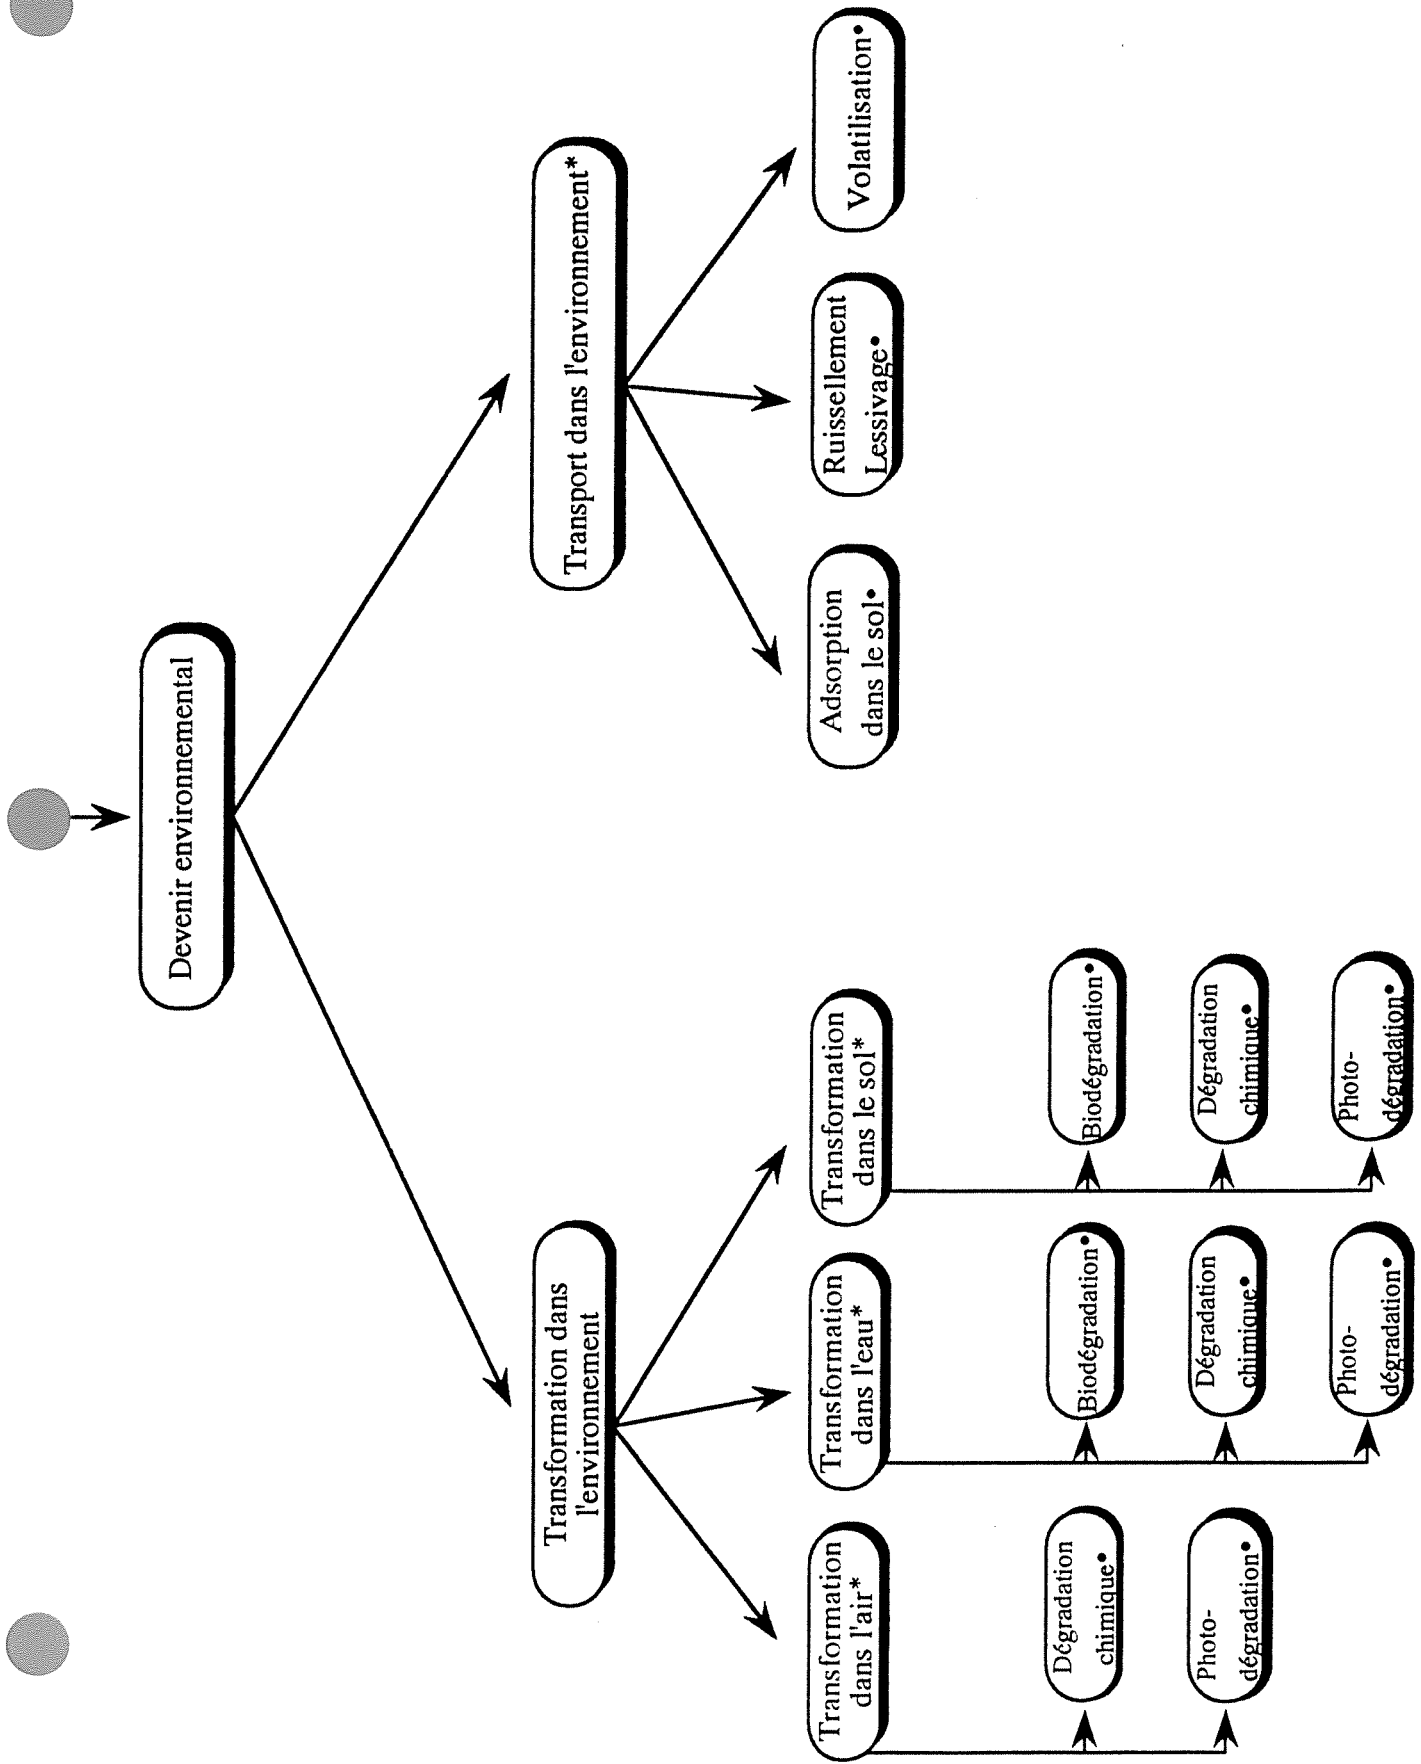 Devenir environnemental
Transformation dans
l'environnement
Transport dans l'environnement*
Transformation
dans l'air*
Transformation
dans l'eau*
Transformation
dans le sol*
Adsorption
dans le sol•
Ruissellement
Lessivage•
Volatilisation•
Dégradation
chimique•
Photo-
dégradation•
Biodégradation•
Dégradation
chimique•
Photo-
dégradation•
Biodégradation•
Dégradation
chimique•
Photo-
dégradation•